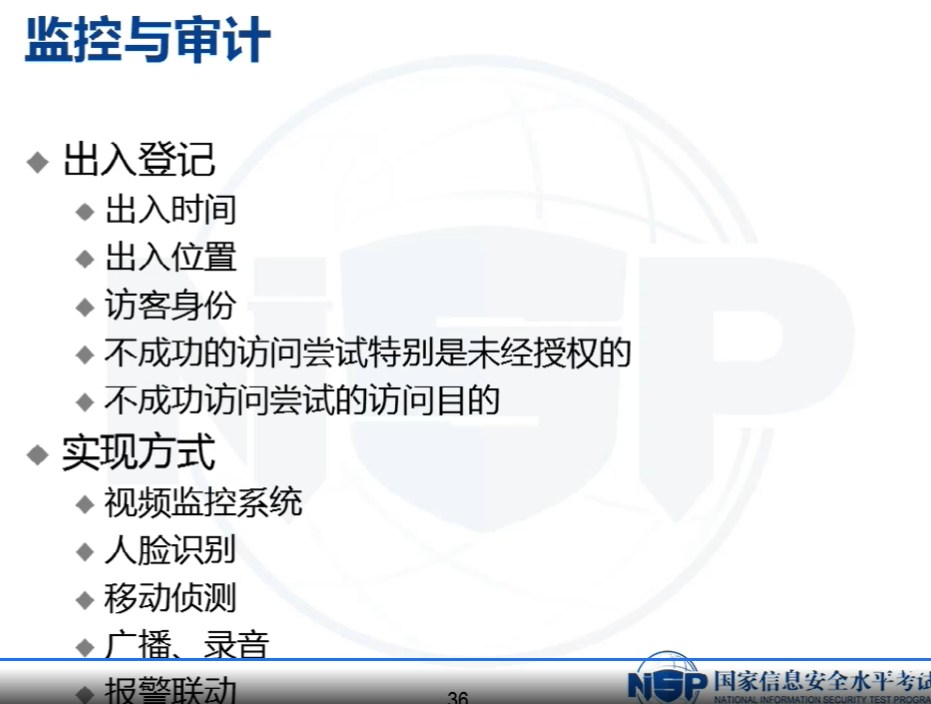 监控与审计
出入登记
出入时间
出入位置
访客身份
不成功的访问尝试特别是未经授权的
不成功访问尝试的访问目的
实现方式
视频监控系统
人脸识别
移动侦测
广播、录音
报警联动
36
NSP 国家信息安全水平考试
NATIONAL INFORMATION SECURITY TEST PROGRA
NSP